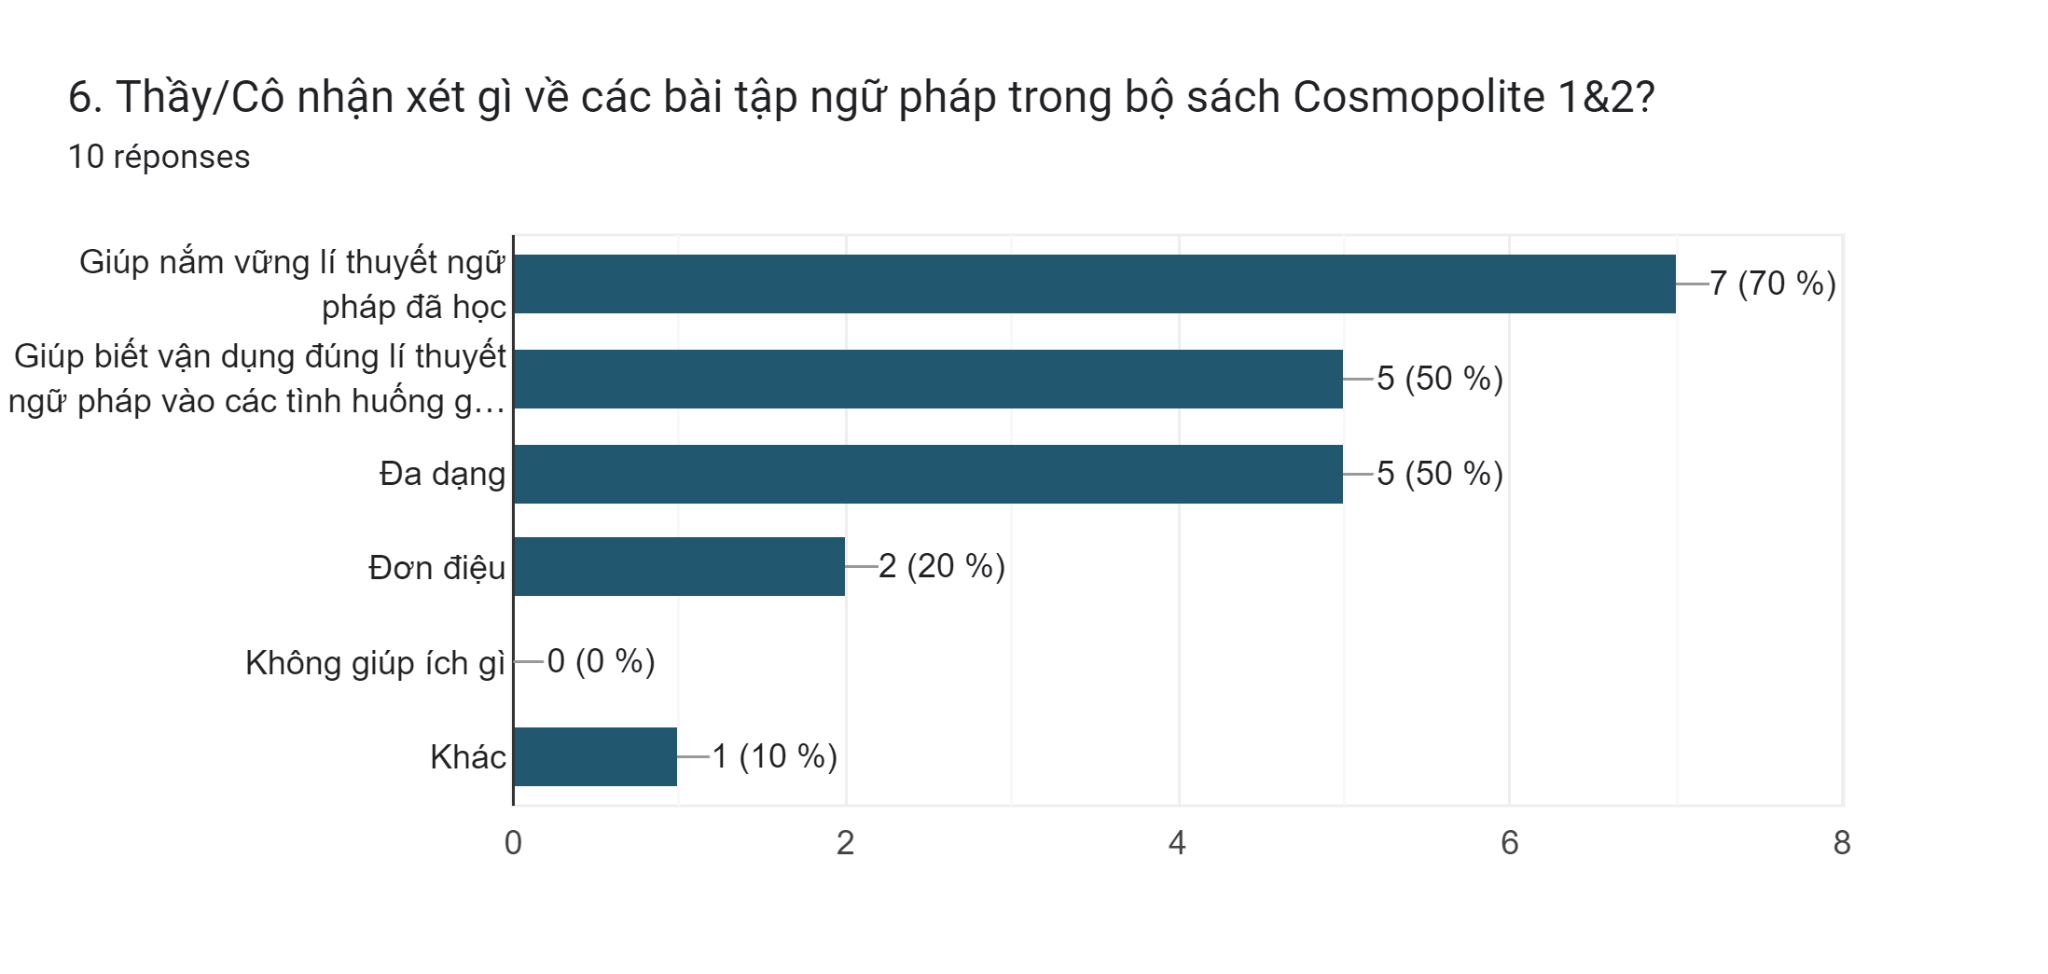 6. Thầy/Cô nhận xét gì về các bài tập ngữ pháp trong bộ sách Cosmopolite 1&2?
10 réponses
Giúp nắm vững lí thuyết ngữ
pháp đã học
7 (70 %)
Giúp biết vận dụng đúng lí thuyết
ngữ pháp vào các tình huống g…
5 (50 %)
Đa dạng
5 (50 %)
Đơn điệu
2 (20 %)
Không giúp ích gì
0 (0 %)
Khác
1 (10 %)
0 2 4 6 8